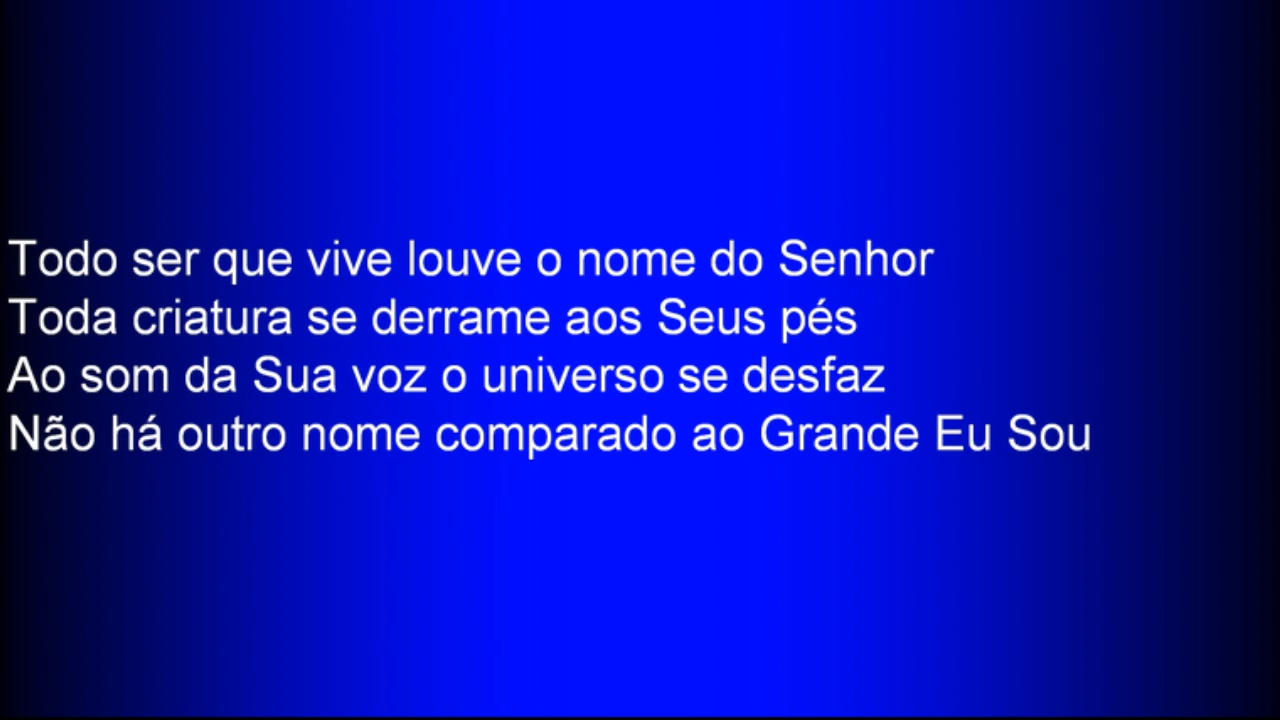 Todo ser que vive louve o nome do Senhor
Toda criatura se derrame aos Seus pés
Ao som da Sua voz o universo se desfaz
Não há outro nome comparado ao Grande Eu Sou